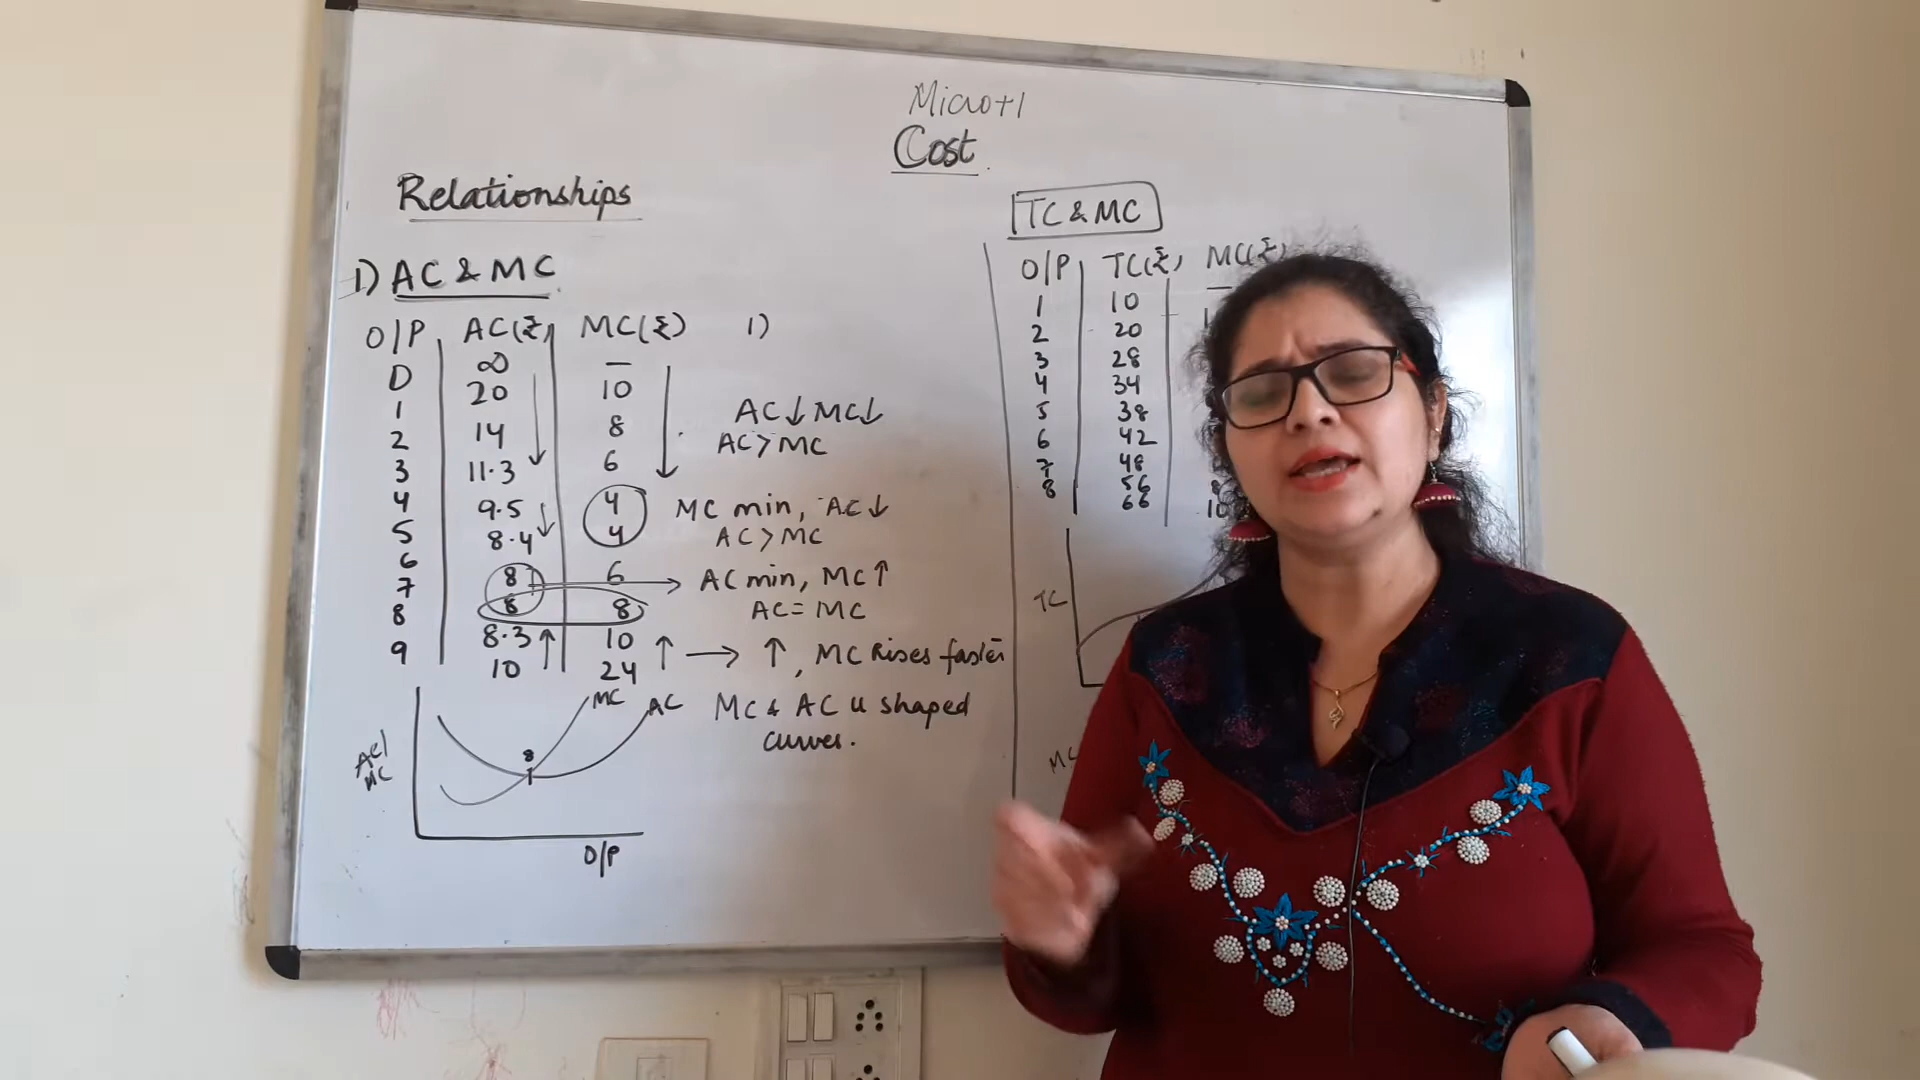 Micro +1
Cost
Relationships
1) AC & MC
O/P AC(₹) MC(₹) 1)
0 ∞ —
1 20 10
2 14 8
3 11.3 6
4 9.5 4
5 8.4 4
6 8 6
7 8 8
8 8.3 10
9 10 24
AC↓ MC↓
AC > MC
MC min, AC↓
AC > MC
→ AC min, MC↑
AC = MC
↑ → ↑, MC Rises faster
MC & AC U shaped
curves.
AC/
MC
8
MC
AC
O/P
TC & MC
O/P TC(₹) MC(₹)
1 10 —
2 20
3 28
4 34
5 38
6 42
7 48
8 56
66 10
TC
MC